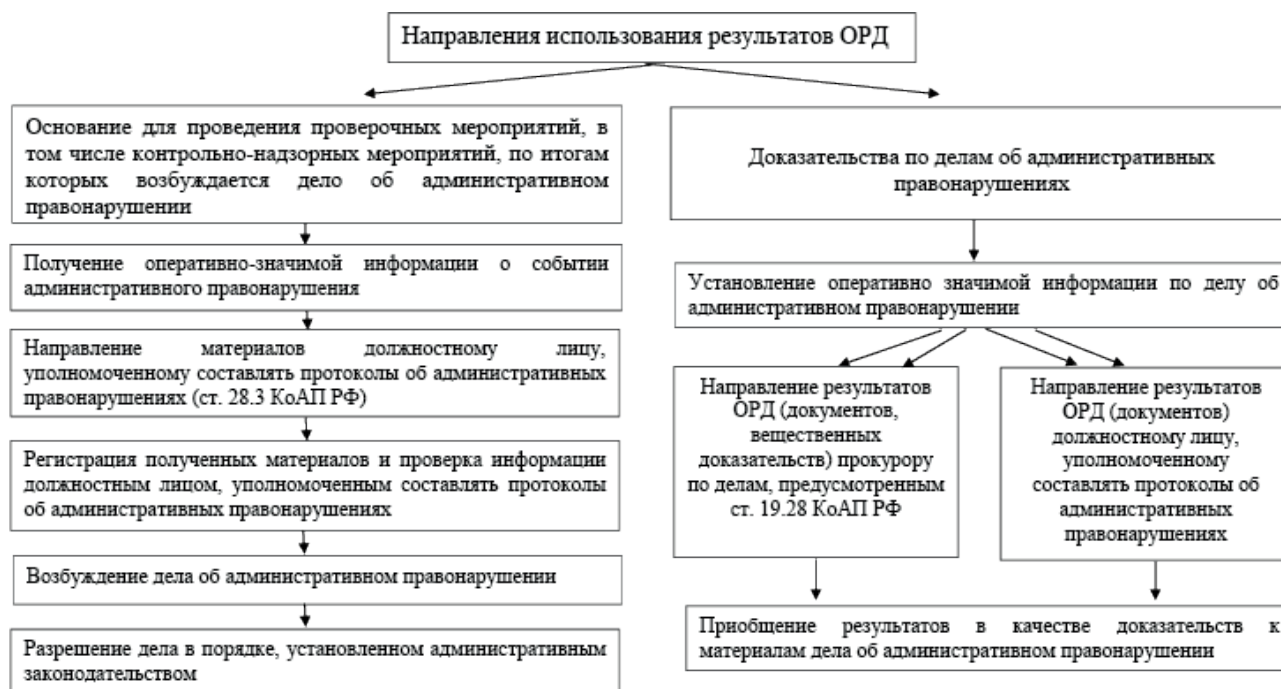 Направления использования результатов ОРД
Основание для проведения проверочных мероприятий, в
том числе контрольно-надзорных мероприятий, по итогам
которых возбуждается дело об административном
правонарушении
Получение оперативно-значимой информации о событии
административного правонарушения
Направление материалов должностному лицу,
уполномоченному составлять протоколы об административных
правонарушениях (ст. 28.3 КоАП РФ)
Регистрация полученных материалов и проверка информации
должностным лицом, уполномоченным составлять протоколы
об административных правонарушениях
Возбуждение дела об административном правонарушении
Разрешение дела в порядке, установленном административным
законодательством
Доказательства по делам об административных
правонарушениях
Установление оперативно значимой информации по делу об
административном правонарушении
Направление результатов
ОРД (документов,
вещественных
доказательств) прокурору
по делам, предусмотренным
ст. 19.28 КоАП РФ
Направление результатов
ОРД (документов)
должностному лицу,
уполномоченному
составлять протоколы об
административных
правонарушениях
Приобщение результатов в качестве доказательств к
материалам дела об административном правонарушении